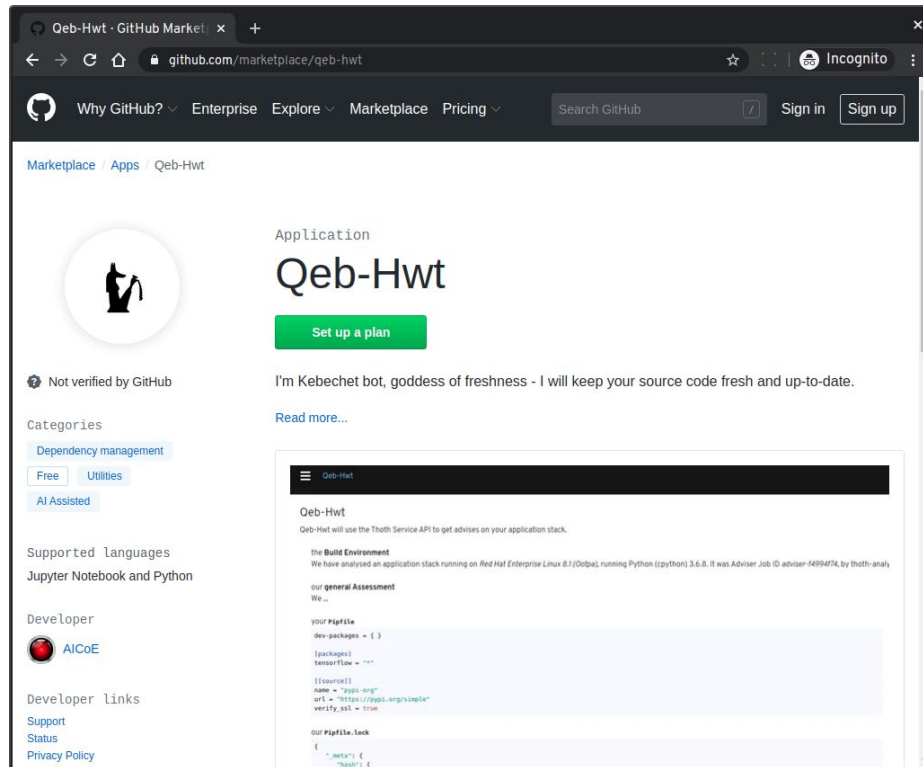 Qeb-Hwt · GitHub Market
github.com/marketplace/qeb-hwt
Incognito
Why GitHub? Enterprise Explore Marketplace Pricing
Search GitHub /
Sign in Sign up
Marketplace / Apps / Qeb-Hwt
Application
Qeb-Hwt
Set up a plan
Not verified by GitHub
I'm Kebechet bot, goddess of freshness - I will keep your source code fresh and up-to-date.
Read more...
Categories
Dependency management
Free Utilities
AI Assisted
Supported languages
Jupyter Notebook and Python
Developer
AICoE
Developer links
Support
Status
Privacy Policy
Qeb-Hwt
Qeb-Hwt
Qeb-Hwt will use the Thoth Service API to get advises on your application stack.
the Build Environment
We have analysed an application stack running on Red Hat Enterprise Linux 8.1 (Ootpa), running Python (cpython) 3.6.8. It was Adviser Job ID adviser-f4994f74, by thoth-analy
our general Assessment
We ...
your Pipfile
dev-packages = { }
[packages]
tensorflow = "*"
[[source]]
name = "pypi-org"
url = "https://pypi.org/simple"
verify_ssl = true
our Pipfile.lock
{
"_meta": {
"hash": {